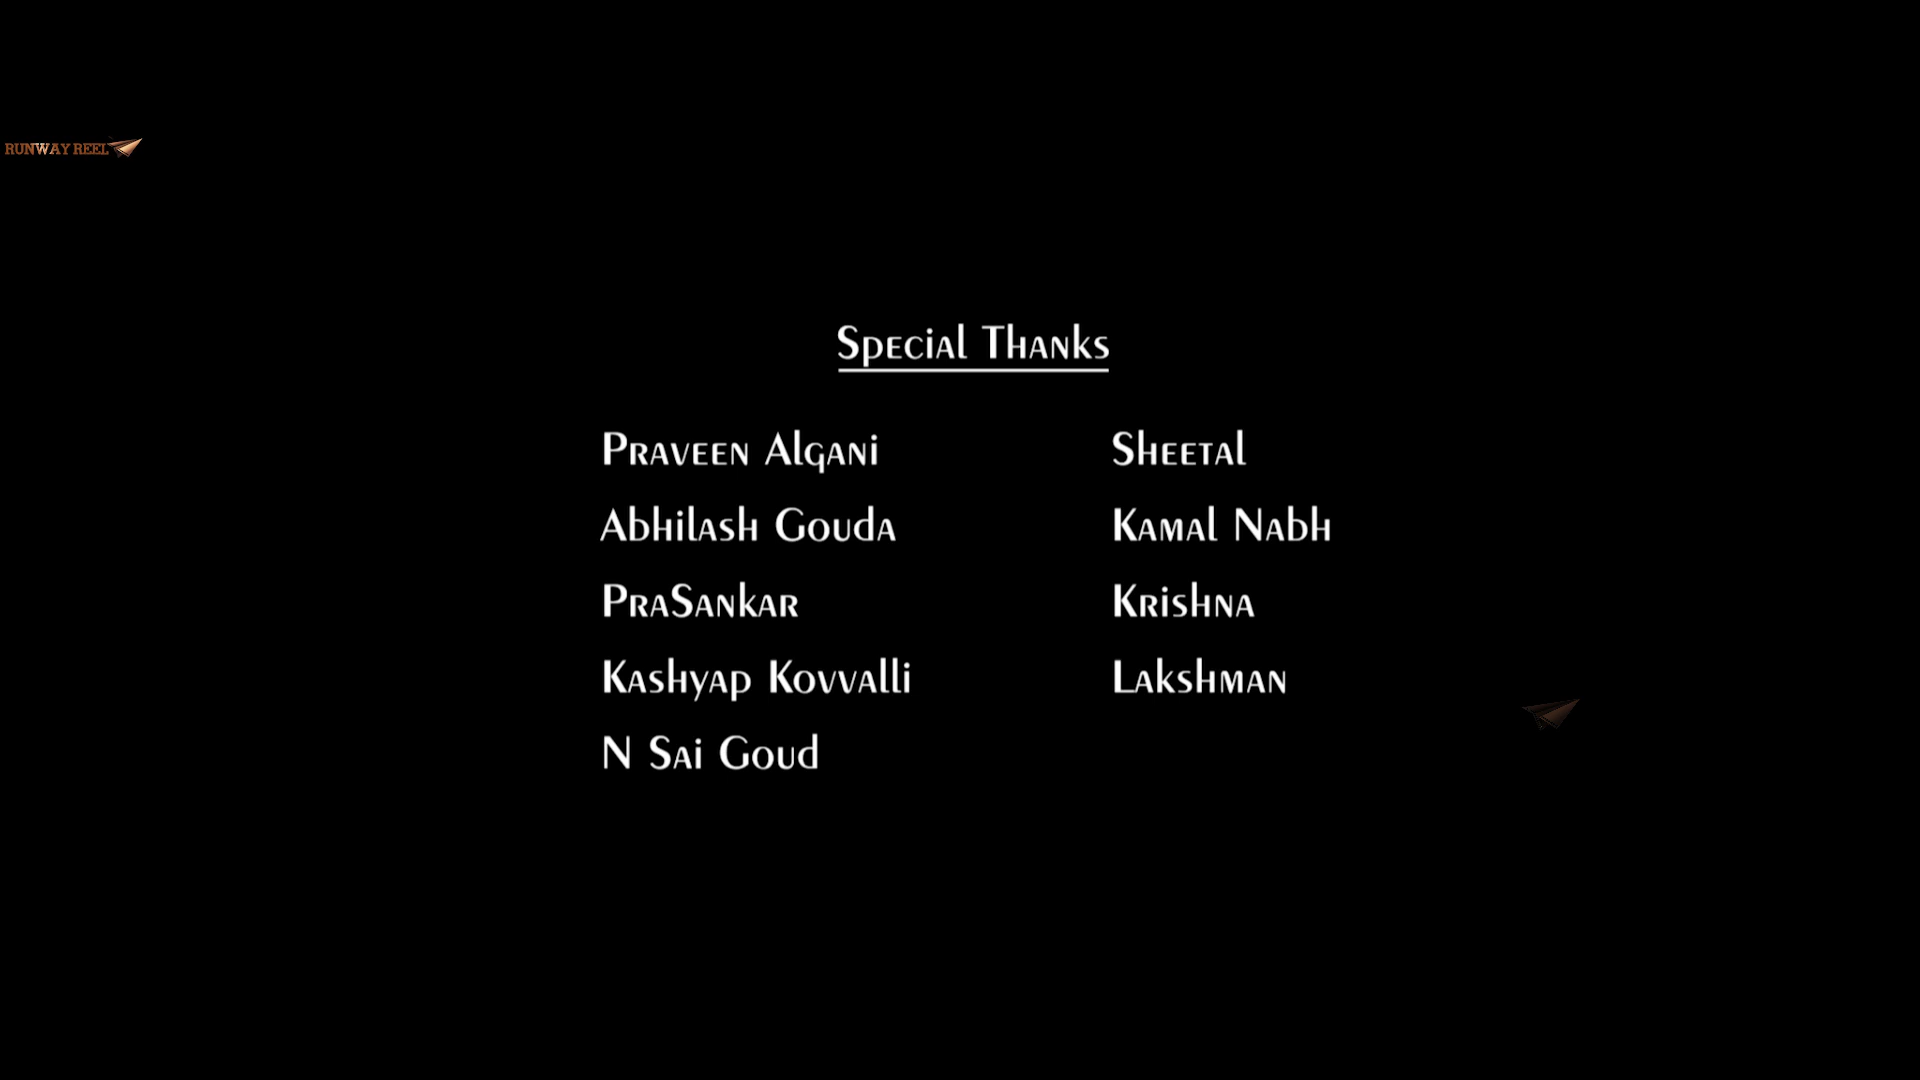 RUNWAY REEL
Special Thanks
Praveen Algani
Abhilash Gouda
PraSankar
Kashyap Kovvalli
N Sai Goud
Sheetal
Kamal Nabh
Krishna
Lakshman